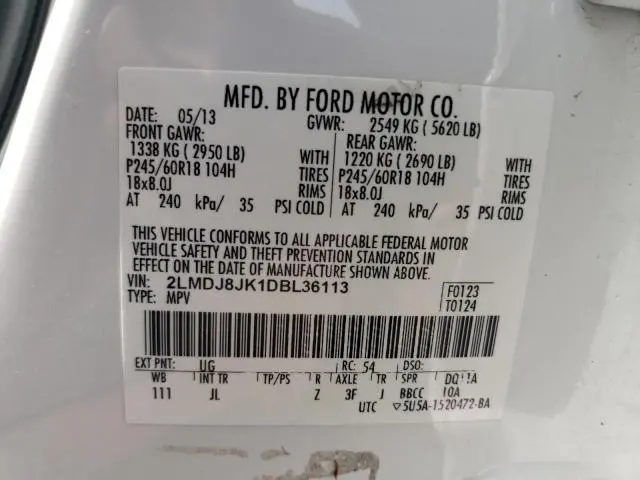 MFD. BY FORD MOTOR CO.
DATE: 05/13 GVWR: 2549 KG ( 5620 LB)
FRONT GAWR: REAR GAWR:
1338 KG ( 2950 LB) WITH 1220 KG ( 2690 LB) WITH
P245/60R18 104H TIRES P245/60R18 104H TIRES
18x8.0J RIMS 18x8.0J RIMS
AT 240 kPa/ 35 PSI COLD AT 240 kPa/ 35 PSI COLD
THIS VEHICLE CONFORMS TO ALL APPLICABLE FEDERAL MOTOR
VEHICLE SAFETY AND THEFT PREVENTION STANDARDS IN
EFFECT ON THE DATE OF MANUFACTURE SHOWN ABOVE.
VIN: 2LMDJ8JK1DBL36113 F0123
TYPE: MPV T0124
EXT PNT: UG RC: 54 DSO:
WB INT TR TP/PS R AXLE TR SPR
111 JL Z 3F J BBCC
UTC ▽5U5A-1520472-BA